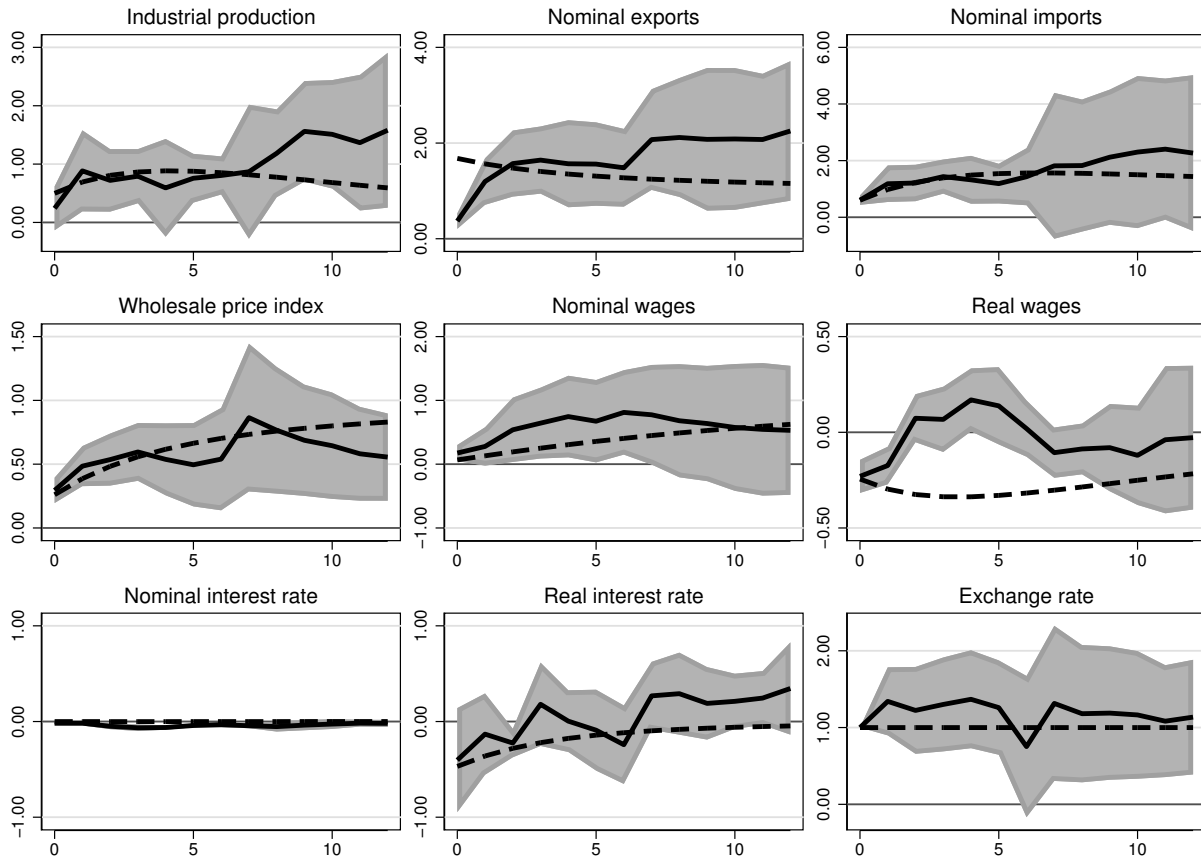 Industrial production
3.00
2.00
1.00
0.00
0 5 10
Nominal exports
4.00
2.00
0.00
0 5 10
Nominal imports
6.00
4.00
2.00
0.00
0 5 10
Wholesale price index
1.50
1.00
0.50
0.00
0 5 10
Nominal wages
2.00
1.00
0.00
−1.00
0 5 10
Real wages
0.50
0.00
−0.50
0 5 10
Nominal interest rate
1.00
0.00
−1.00
0 5 10
Real interest rate
1.00
0.00
−1.00
0 5 10
Exchange rate
2.00
1.00
0.00
0 5 10